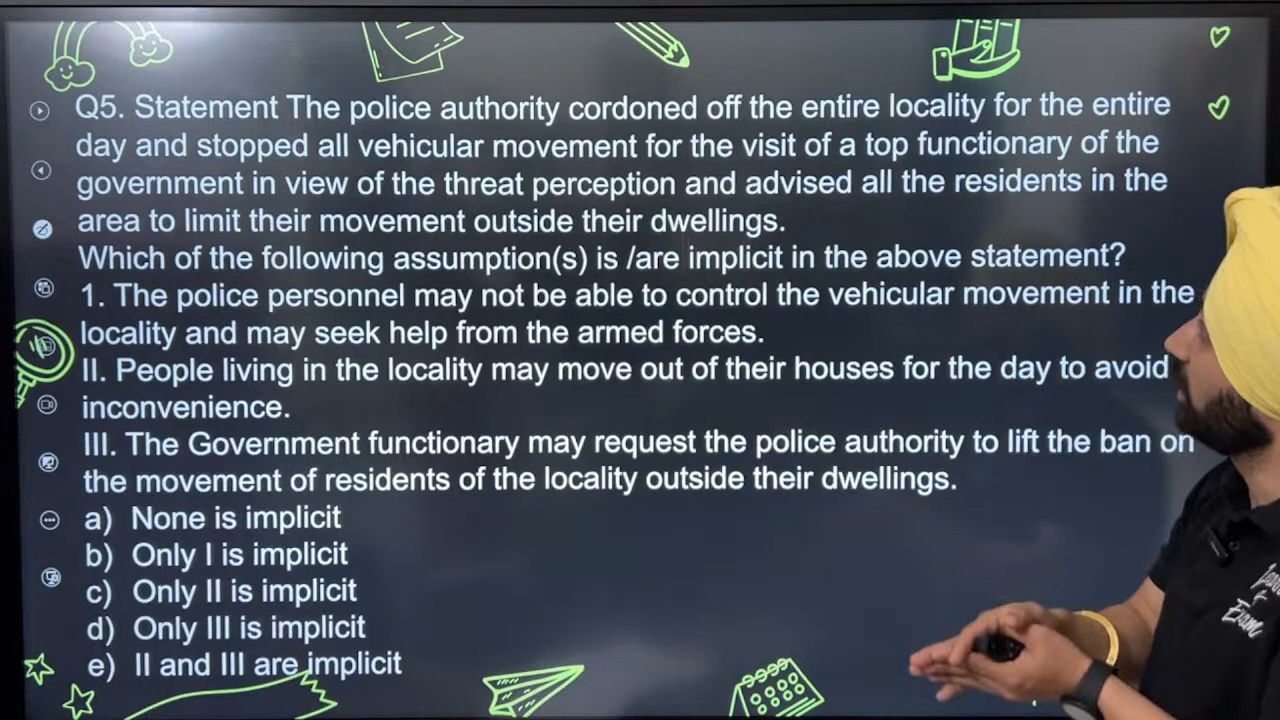 Q5. Statement The police authority cordoned off the entire locality for the entire
day and stopped all vehicular movement for the visit of a top functionary of the
government in view of the threat perception and advised all the residents in the
area to limit their movement outside their dwellings.
Which of the following assumption(s) is /are implicit in the above statement?
1. The police personnel may not be able to control the vehicular movement in the
locality and may seek help from the armed forces.
II. People living in the locality may move out of their houses for the day to avoid
inconvenience.
III. The Government functionary may request the police authority to lift the ban on
the movement of residents of the locality outside their dwellings.
a) None is implicit
b) Only I is implicit
c) Only II is implicit
d) Only III is implicit
e) II and III are implicit
Exam